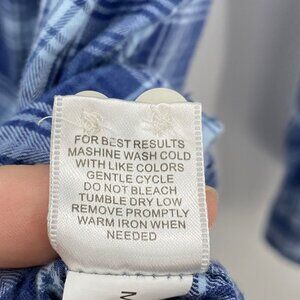 FOR BEST RESULTS
MASHINE WASH COLD
WITH LIKE COLORS
GENTLE CYCLE
DO NOT BLEACH
TUMBLE DRY LOW
REMOVE PROMPTLY
WARM IRON WHEN
NEEDED
M